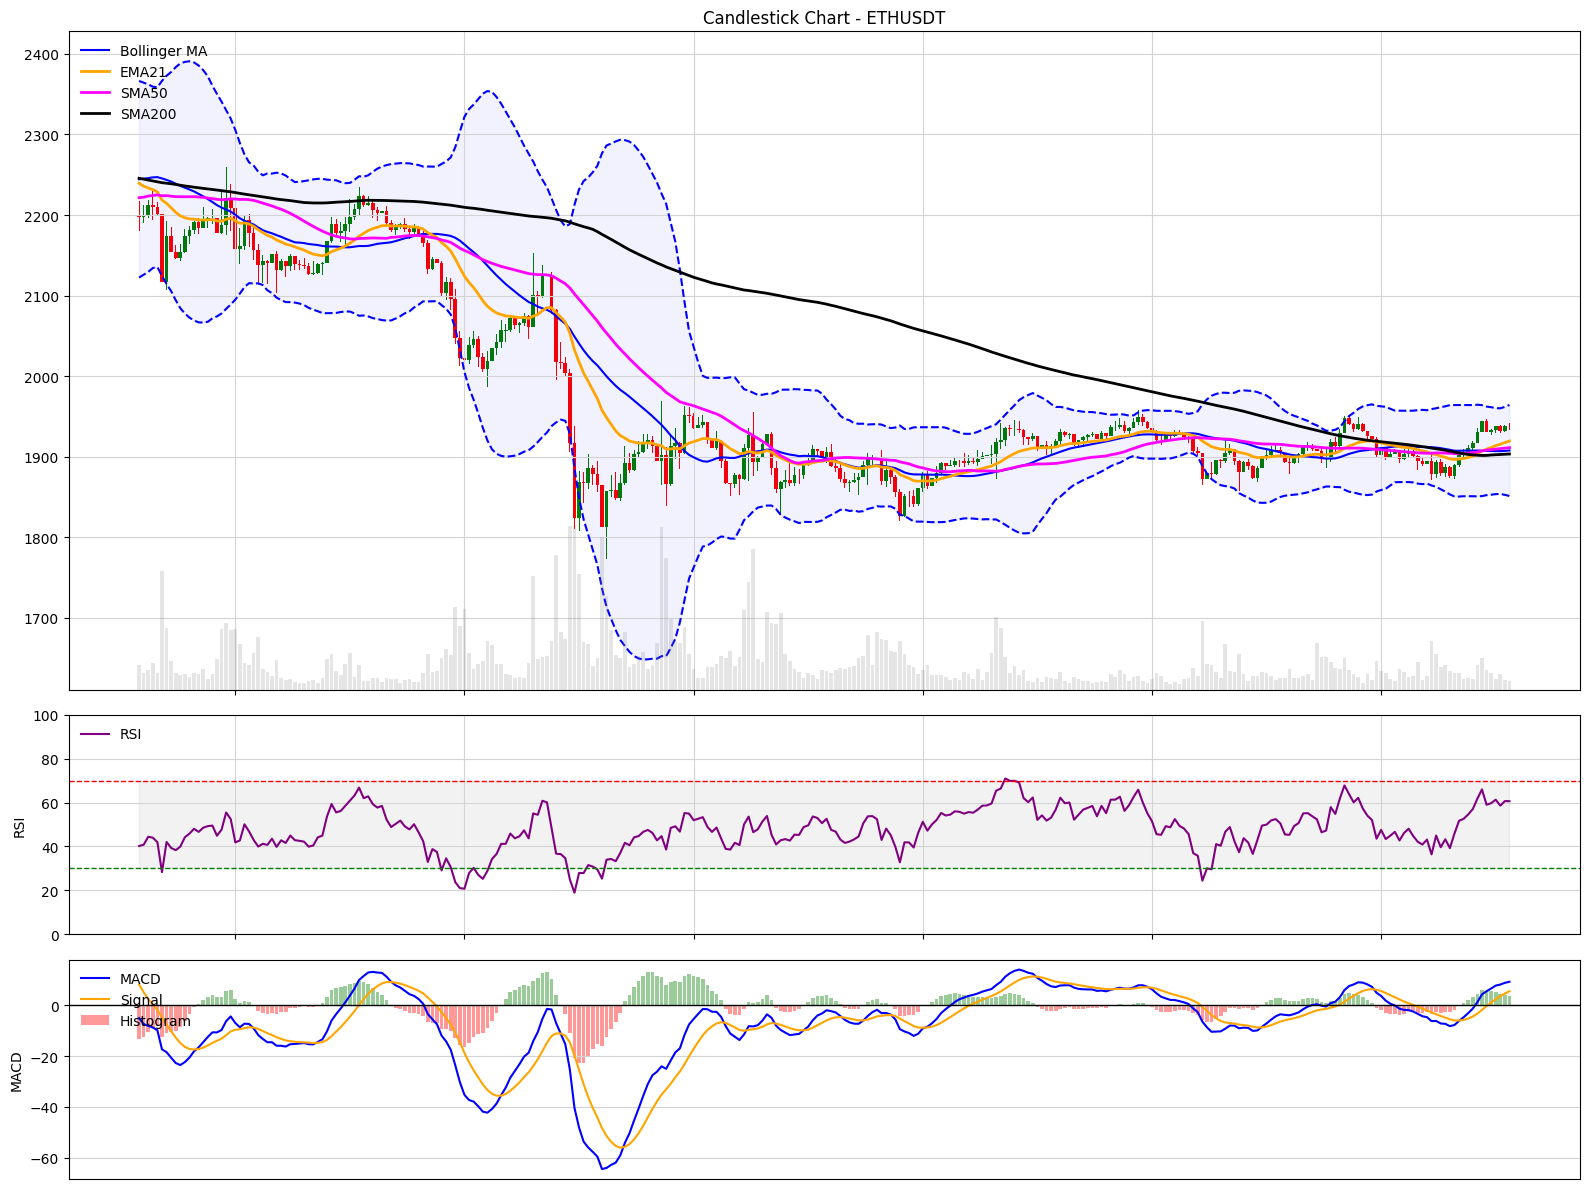 Candlestick Chart - ETHUSDT
Bollinger MA
EMA21
SMA50
SMA200
2400
2300
2200
2100
2000
1900
1800
1700
RSI
RSI
100
80
60
40
20
0
MACD
Signal
Histogram
MACD
0
−20
−40
−60